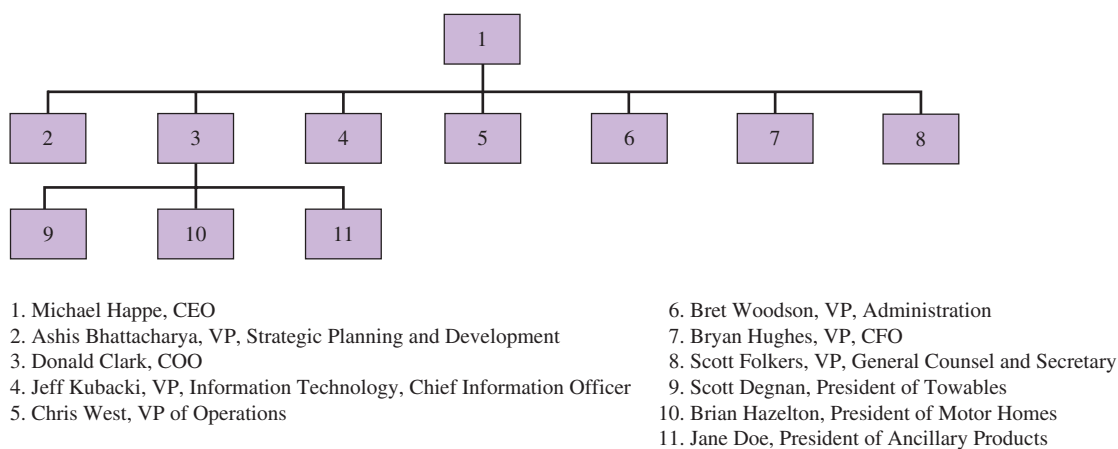 1
2 3 4 5 6 7 8
9 10 11
1. Michael Happe, CEO
2. Ashis Bhattacharya, VP, Strategic Planning and Development
3. Donald Clark, COO
4. Jeff Kubacki, VP, Information Technology, Chief Information Officer
5. Chris West, VP of Operations
6. Bret Woodson, VP, Administration
7. Bryan Hughes, VP, CFO
8. Scott Folkers, VP, General Counsel and Secretary
9. Scott Degnan, President of Towables
10. Brian Hazelton, President of Motor Homes
11. Jane Doe, President of Ancillary Products